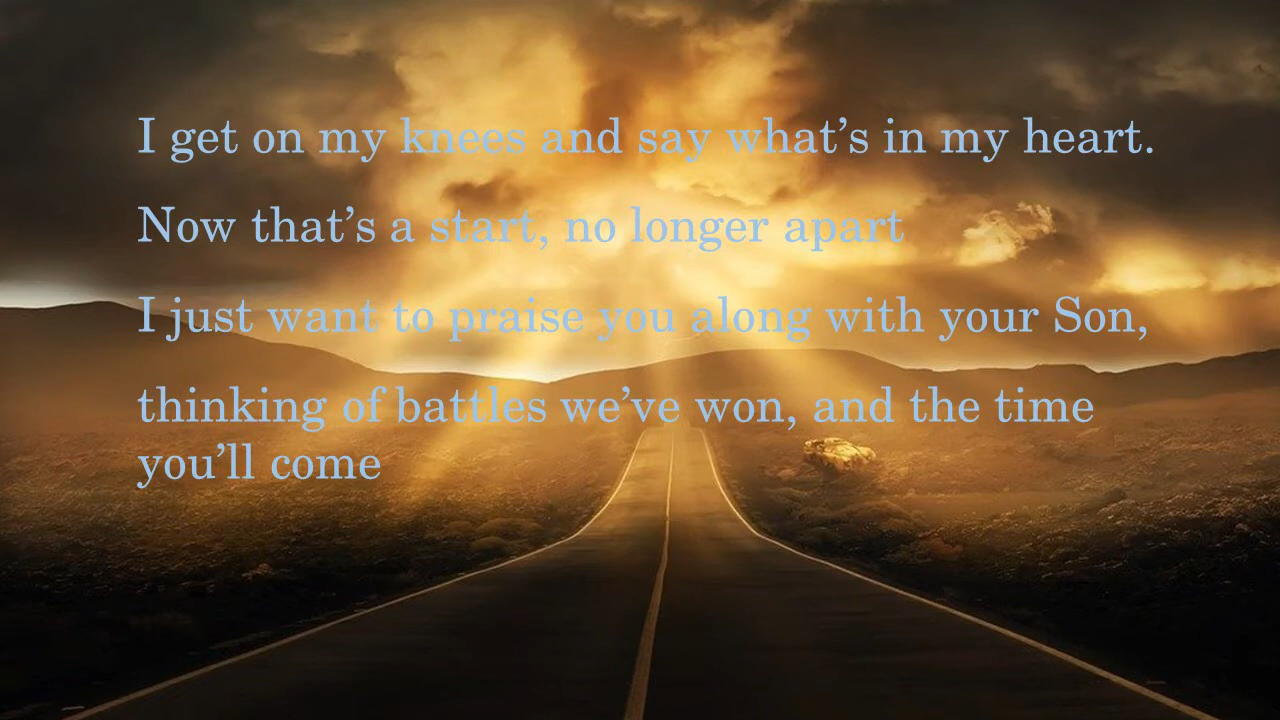 I get on my knees and say what’s in my heart.
Now that’s a start, no longer apart
I just want to praise you along with your Son,
thinking of battles we’ve won, and the time
you’ll come